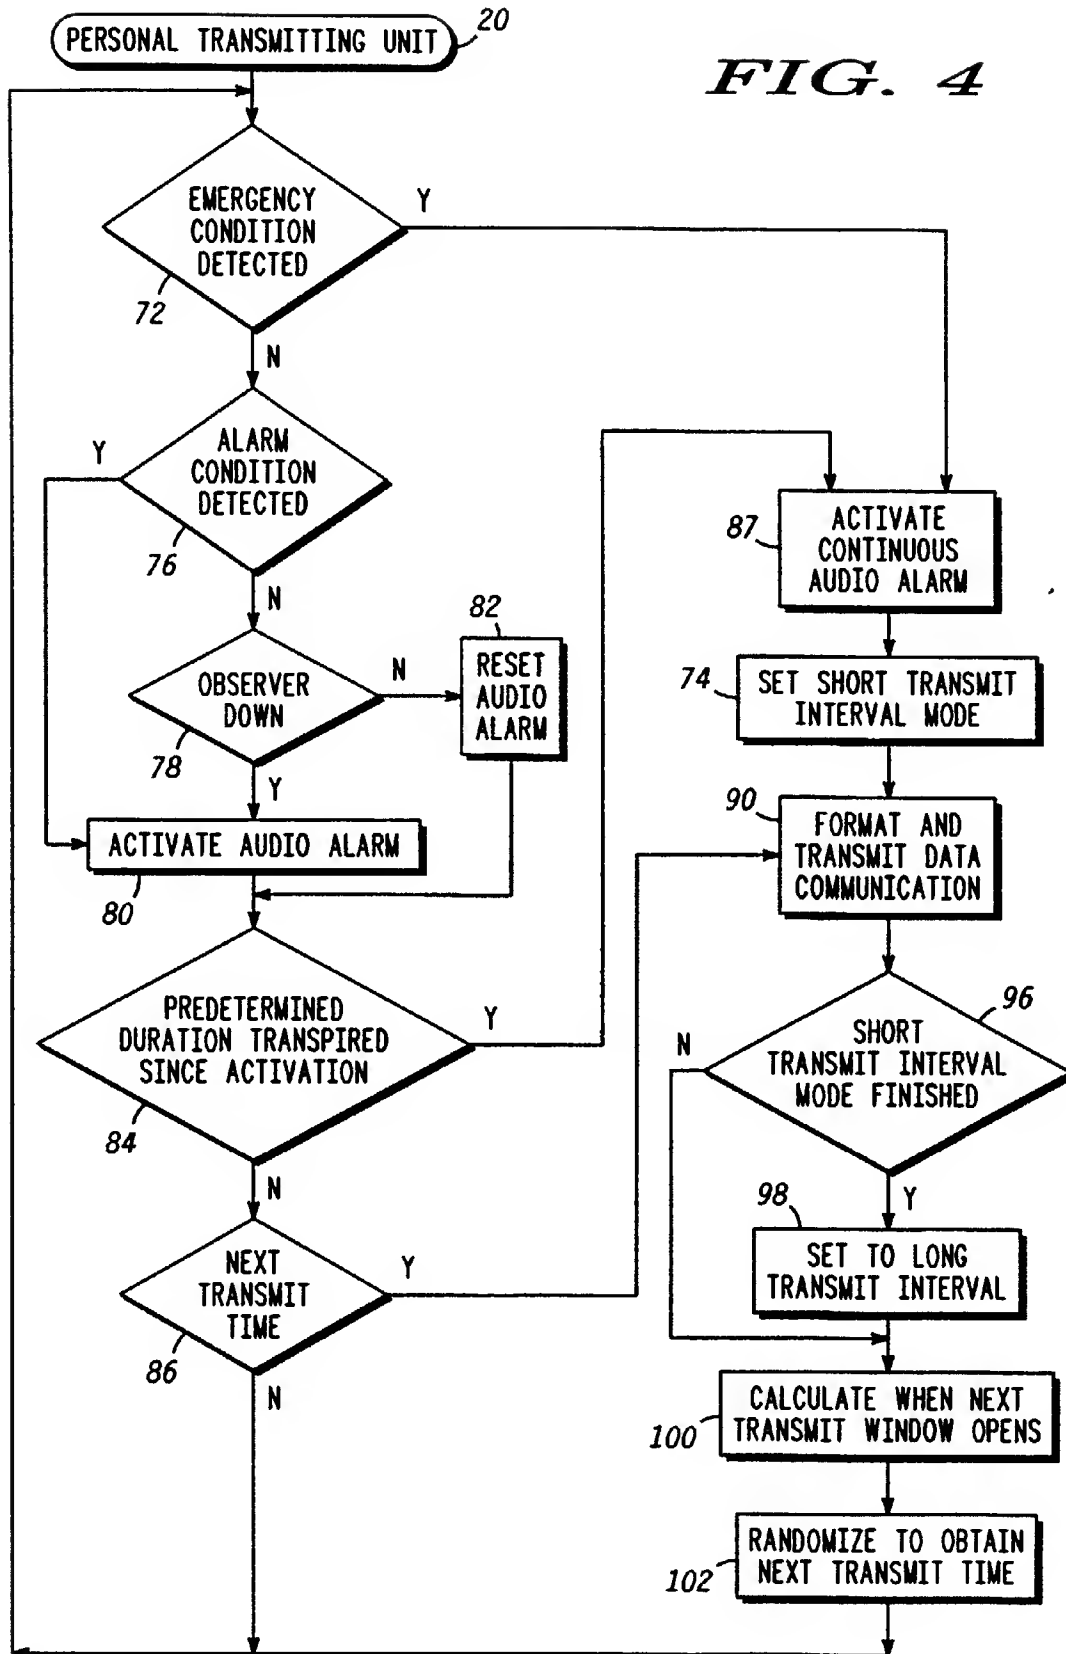 PERSONAL TRANSMITTING UNIT
20
FIG. 4
EMERGENCY
CONDITION
DETECTED
Y
72
N
ALARM
CONDITION
DETECTED
Y
76
N
OBSERVER
DOWN
N
78
Y
82
RESET
AUDIO
ALARM
ACTIVATE AUDIO ALARM
80
PREDETERMINED
DURATION TRANSPIRED
SINCE ACTIVATION
Y
84
N
NEXT
TRANSMIT
TIME
Y
86
N
87
ACTIVATE
CONTINUOUS
AUDIO ALARM
74
SET SHORT TRANSMIT
INTERVAL MODE
90
FORMAT AND
TRANSMIT DATA
COMMUNICATION
96
SHORT
TRANSMIT INTERVAL
MODE FINISHED
N
Y
98
SET TO LONG
TRANSMIT INTERVAL
CALCULATE WHEN NEXT
TRANSMIT WINDOW OPENS
100
RANDOMIZE TO OBTAIN
NEXT TRANSMIT TIME
102